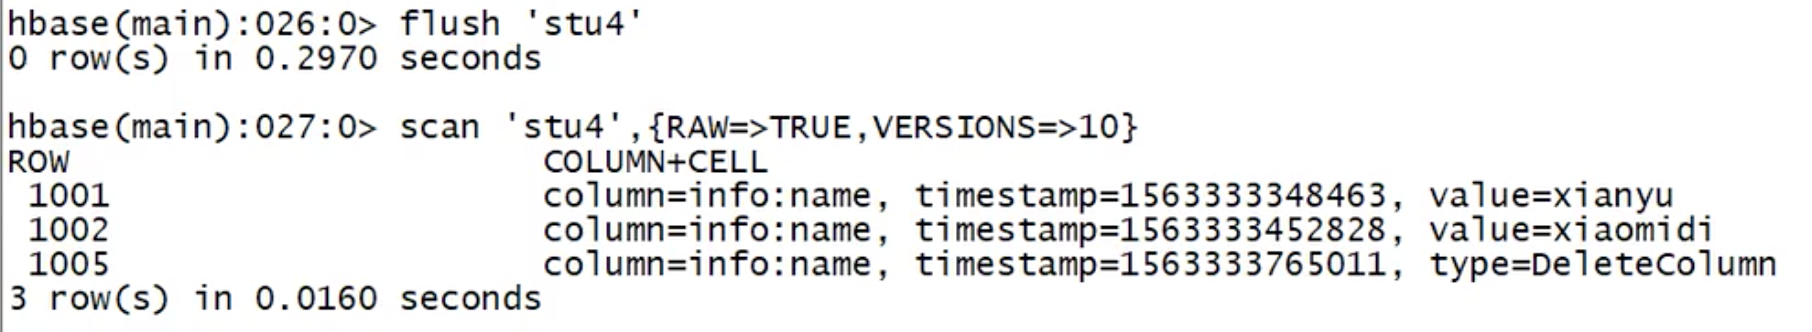 hbase(main):026:0> flush 'stu4'
0 row(s) in 0.2970 seconds
hbase(main):027:0> scan 'stu4',{RAW=>TRUE,VERSIONS=>10}
ROW                          COLUMN+CELL
 1001                        column=info:name, timestamp=1563333348463, value=xianyu
 1002                        column=info:name, timestamp=1563333452828, value=xiaomidi
 1005                        column=info:name, timestamp=1563333765011, type=DeleteColumn
3 row(s) in 0.0160 seconds